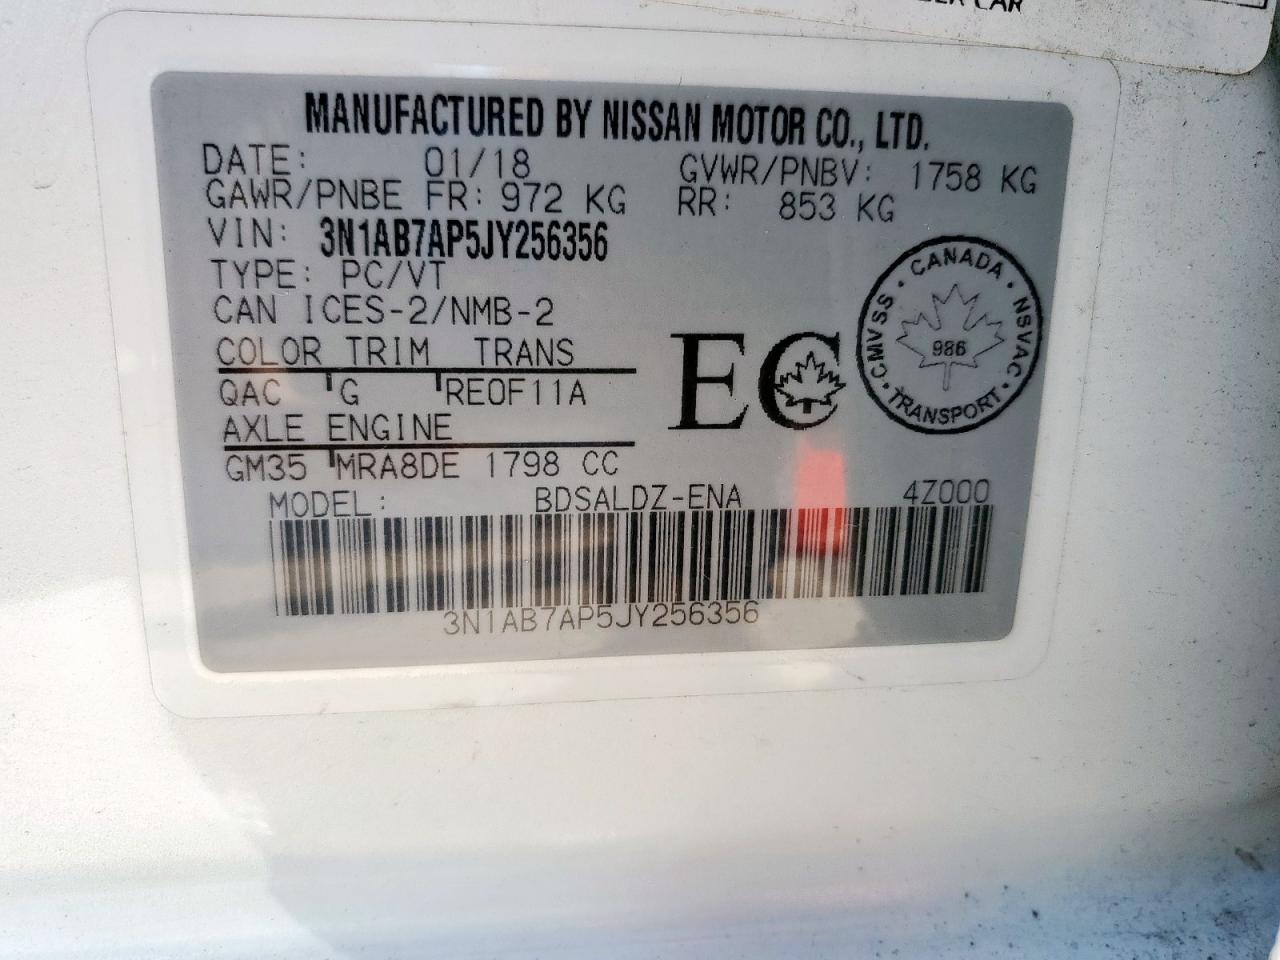 CAR
MANUFACTURED BY NISSAN MOTOR CO., LTD.
DATE: 01/18 GVWR/PNBV: 1758 KG
GAWR/PNBE FR: 972 KG RR: 853 KG
VIN: 3N1AB7AP5JY256356
TYPE: PC/VT
CAN ICES-2/NMB-2
COLOR TRIM TRANS
QAC G RE0F11A
AXLE ENGINE
GM35 MRA8DE 1798 CC
MODEL: BDSALDZ-ENA 4Z000
3N1AB7AP5JY256356
EC
CANADA · NSVAC · TRANSPORT · CMVSS ·
986